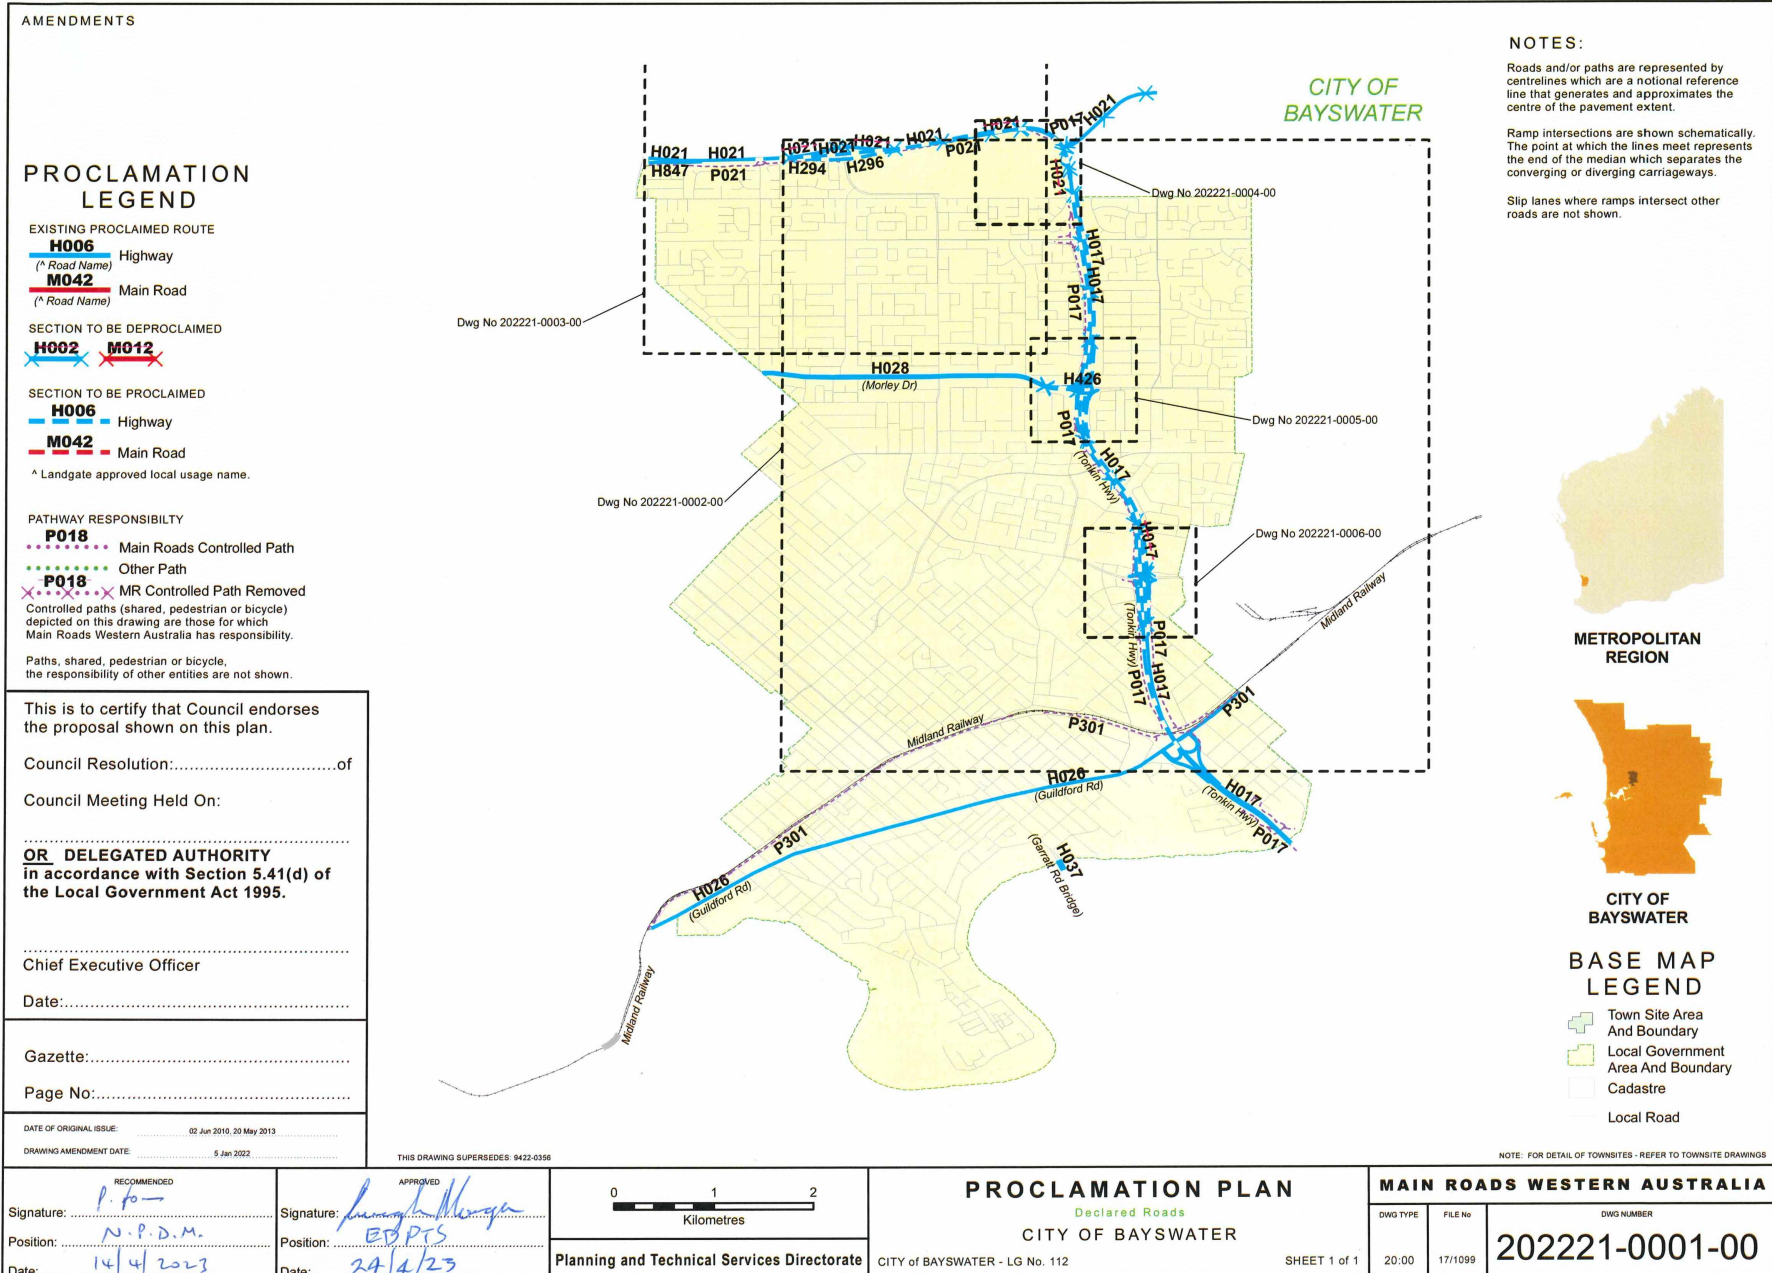 AMENDMENTS
PROCLAMATION
LEGEND
EXISTING PROCLAIMED ROUTE
H006
Highway
(^ Road Name)
M042
Main Road
(^ Road Name)
SECTION TO BE DEPROCLAIMED
H002 M012
SECTION TO BE PROCLAIMED
H006
Highway
M042
Main Road
^ Landgate approved local usage name.
PATHWAY RESPONSIBILTY
P018
Main Roads Controlled Path
Other Path
P018
MR Controlled Path Removed
Controlled paths (shared, pedestrian or bicycle)
depicted on this drawing are those for which
Main Roads Western Australia has responsibility.
Paths, shared, pedestrian or bicycle,
the responsibility of other entities are not shown.
This is to certify that Council endorses
the proposal shown on this plan.
Council Resolution:................................of
Council Meeting Held On:
OR DELEGATED AUTHORITY
in accordance with Section 5.41(d) of
the Local Government Act 1995.
Chief Executive Officer
Date:
Gazette:
Page No:
DATE OF ORIGINAL ISSUE: 02 Jun 2010, 20 May 2013
DRAWING AMENDMENT DATE: 5 Jan 2022
THIS DRAWING SUPERSEDES: 9422-0356
CITY OF
BAYSWATER
H021
H847
H021
P021
H021
H294
H021
H296
H021
H021
P021
H021
P017
H021
H021
Dwg No 202221-0004-00
H017
H017
P017
Dwg No 202221-0003-00
H028
(Morley Dr)
H426
P017
Dwg No 202221-0005-00
H017
(Tonkin Hwy)
Dwg No 202221-0002-00
H017
Dwg No 202221-0006-00
(Tonkin Hwy)
P017
P017
H017
Midland Railway
P301
P301
Midland Railway
H026
(Guildford Rd)
H017
(Tonkin Hwy)
P017
P301
H026
(Guildford Rd)
H037
(Garratt Rd Bridge)
Midland Railway
NOTES:
Roads and/or paths are represented by
centrelines which are a notional reference
line that generates and approximates the
centre of the pavement extent.
Ramp intersections are shown schematically.
The point at which the lines meet represents
the end of the median which separates the
converging or diverging carriageways.
Slip lanes where ramps intersect other
roads are not shown.
METROPOLITAN
REGION
CITY OF
BAYSWATER
BASE MAP
LEGEND
Town Site Area
And Boundary
Local Government
Area And Boundary
Cadastre
Local Road
NOTE: FOR DETAIL OF TOWNSITES - REFER TO TOWNSITE DRAWINGS
RECOMMENDED
Signature:
Position: N.P.D.M.
Date: 14/4/2023
APPROVED
Signature:
Position: EDPTS
Date: 24/4/23
0 1 2
Kilometres
Planning and Technical Services Directorate
PROCLAMATION PLAN
Declared Roads
CITY OF BAYSWATER
CITY of BAYSWATER - LG No. 112
SHEET 1 of 1
MAIN ROADS WESTERN AUSTRALIA
DWG TYPE
20:00
FILE No
17/1099
DWG NUMBER
202221-0001-00